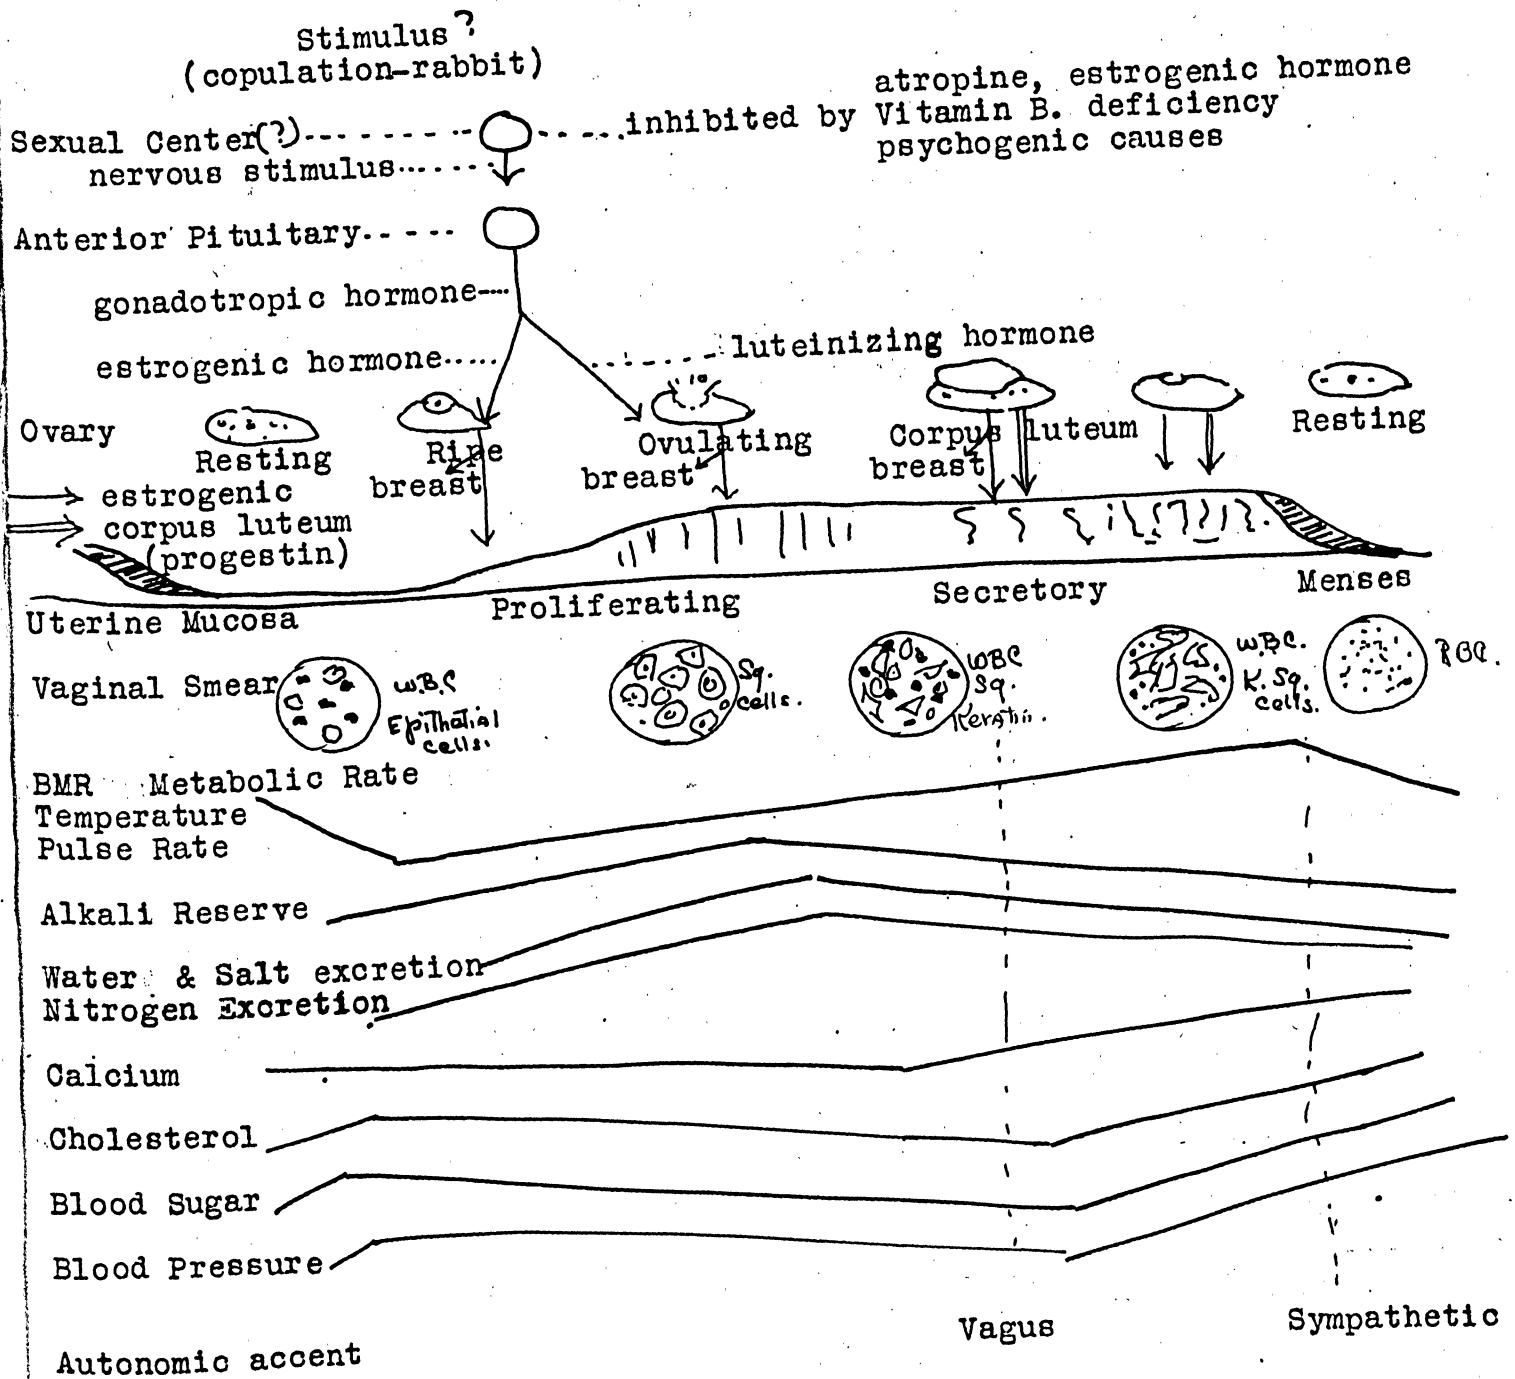 Stimulus?
(copulation-rabbit)
atropine, estrogenic hormone
Sexual Center(?) inhibited by Vitamin B. deficiency
psychogenic causes
nervous stimulus
Anterior Pituitary
gonadotropic hormone
estrogenic hormone luteinizing hormone
Ovary Resting Ripe Ovulating Corpus luteum Resting
breast breast breast
estrogenic
corpus luteum
(progestin)
Uterine Mucosa Proliferating Secretory Menses
Vaginal Smear
W.B.C
Epithelial
cells.
Sq.
cells.
WBC
Sq.
Keratin.
W.BC.
K. Sq.
cells.
RBC.
BMR Metabolic Rate
Temperature
Pulse Rate
Alkali Reserve
Water & Salt excretion
Nitrogen Excretion
Calcium
Cholesterol
Blood Sugar
Blood Pressure
Vagus Sympathetic
Autonomic accent